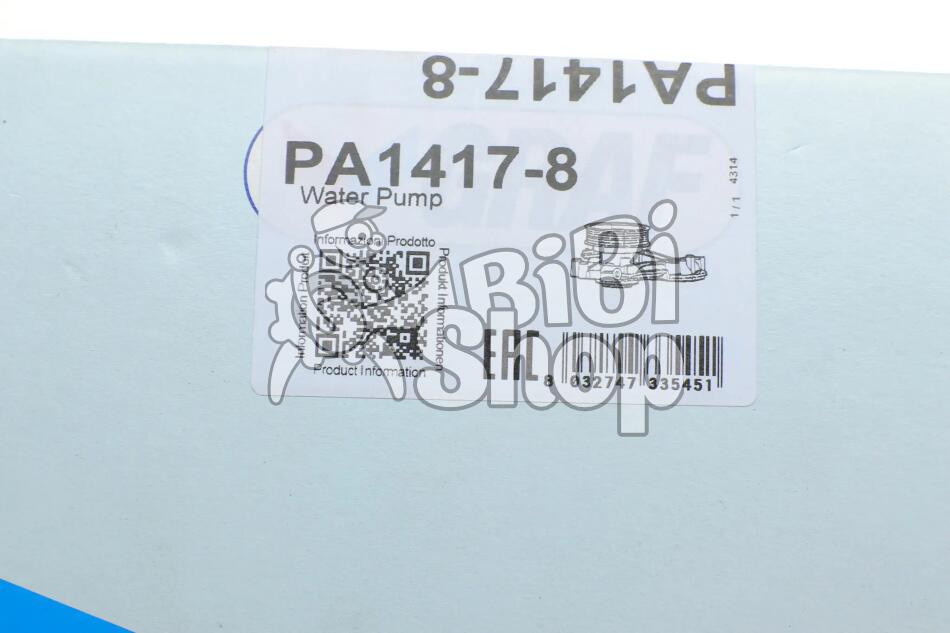 PA1417-8
GRAF
PA1417-8
Water Pump
1/1 4314
Informazioni Prodotto
Information Produit
Produkt Informationen
Product Information
BiBi
Shop
EAC
8 032747 335451